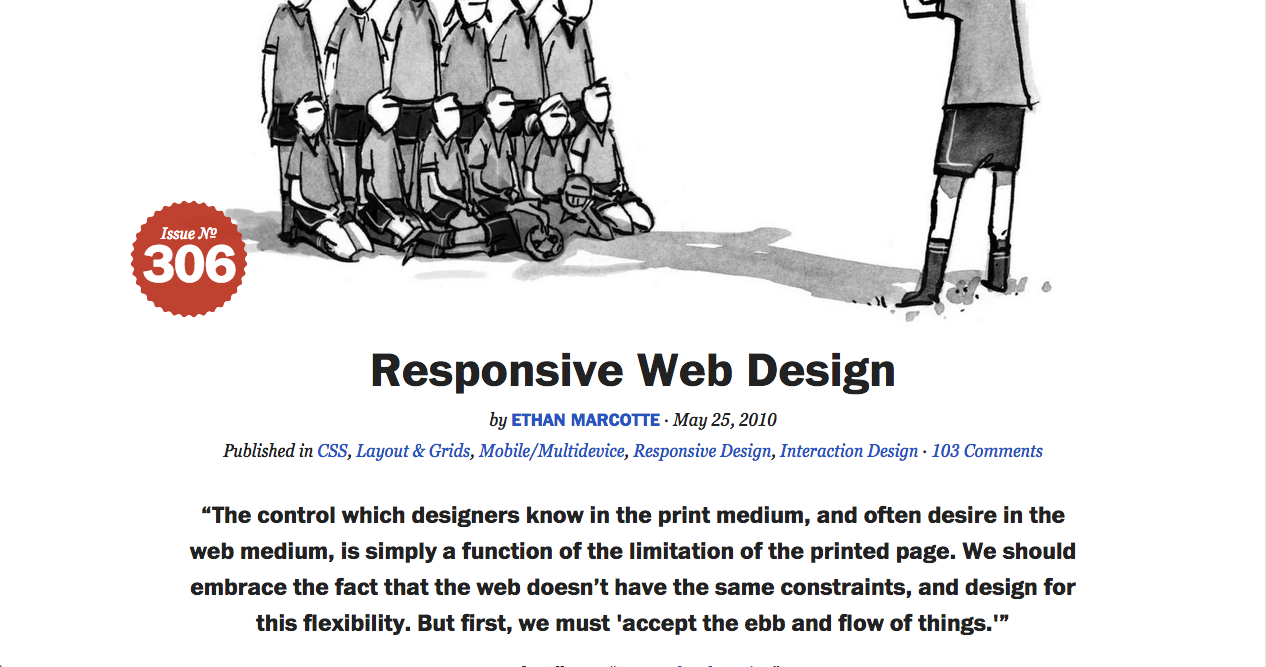 Issue №
306
Responsive Web Design
by ETHAN MARCOTTE · May 25, 2010
Published in CSS, Layout & Grids, Mobile/Multidevice, Responsive Design, Interaction Design · 103 Comments
“The control which designers know in the print medium, and often desire in the
web medium, is simply a function of the limitation of the printed page. We should
embrace the fact that the web doesn’t have the same constraints, and design for
this flexibility. But first, we must 'accept the ebb and flow of things.'”